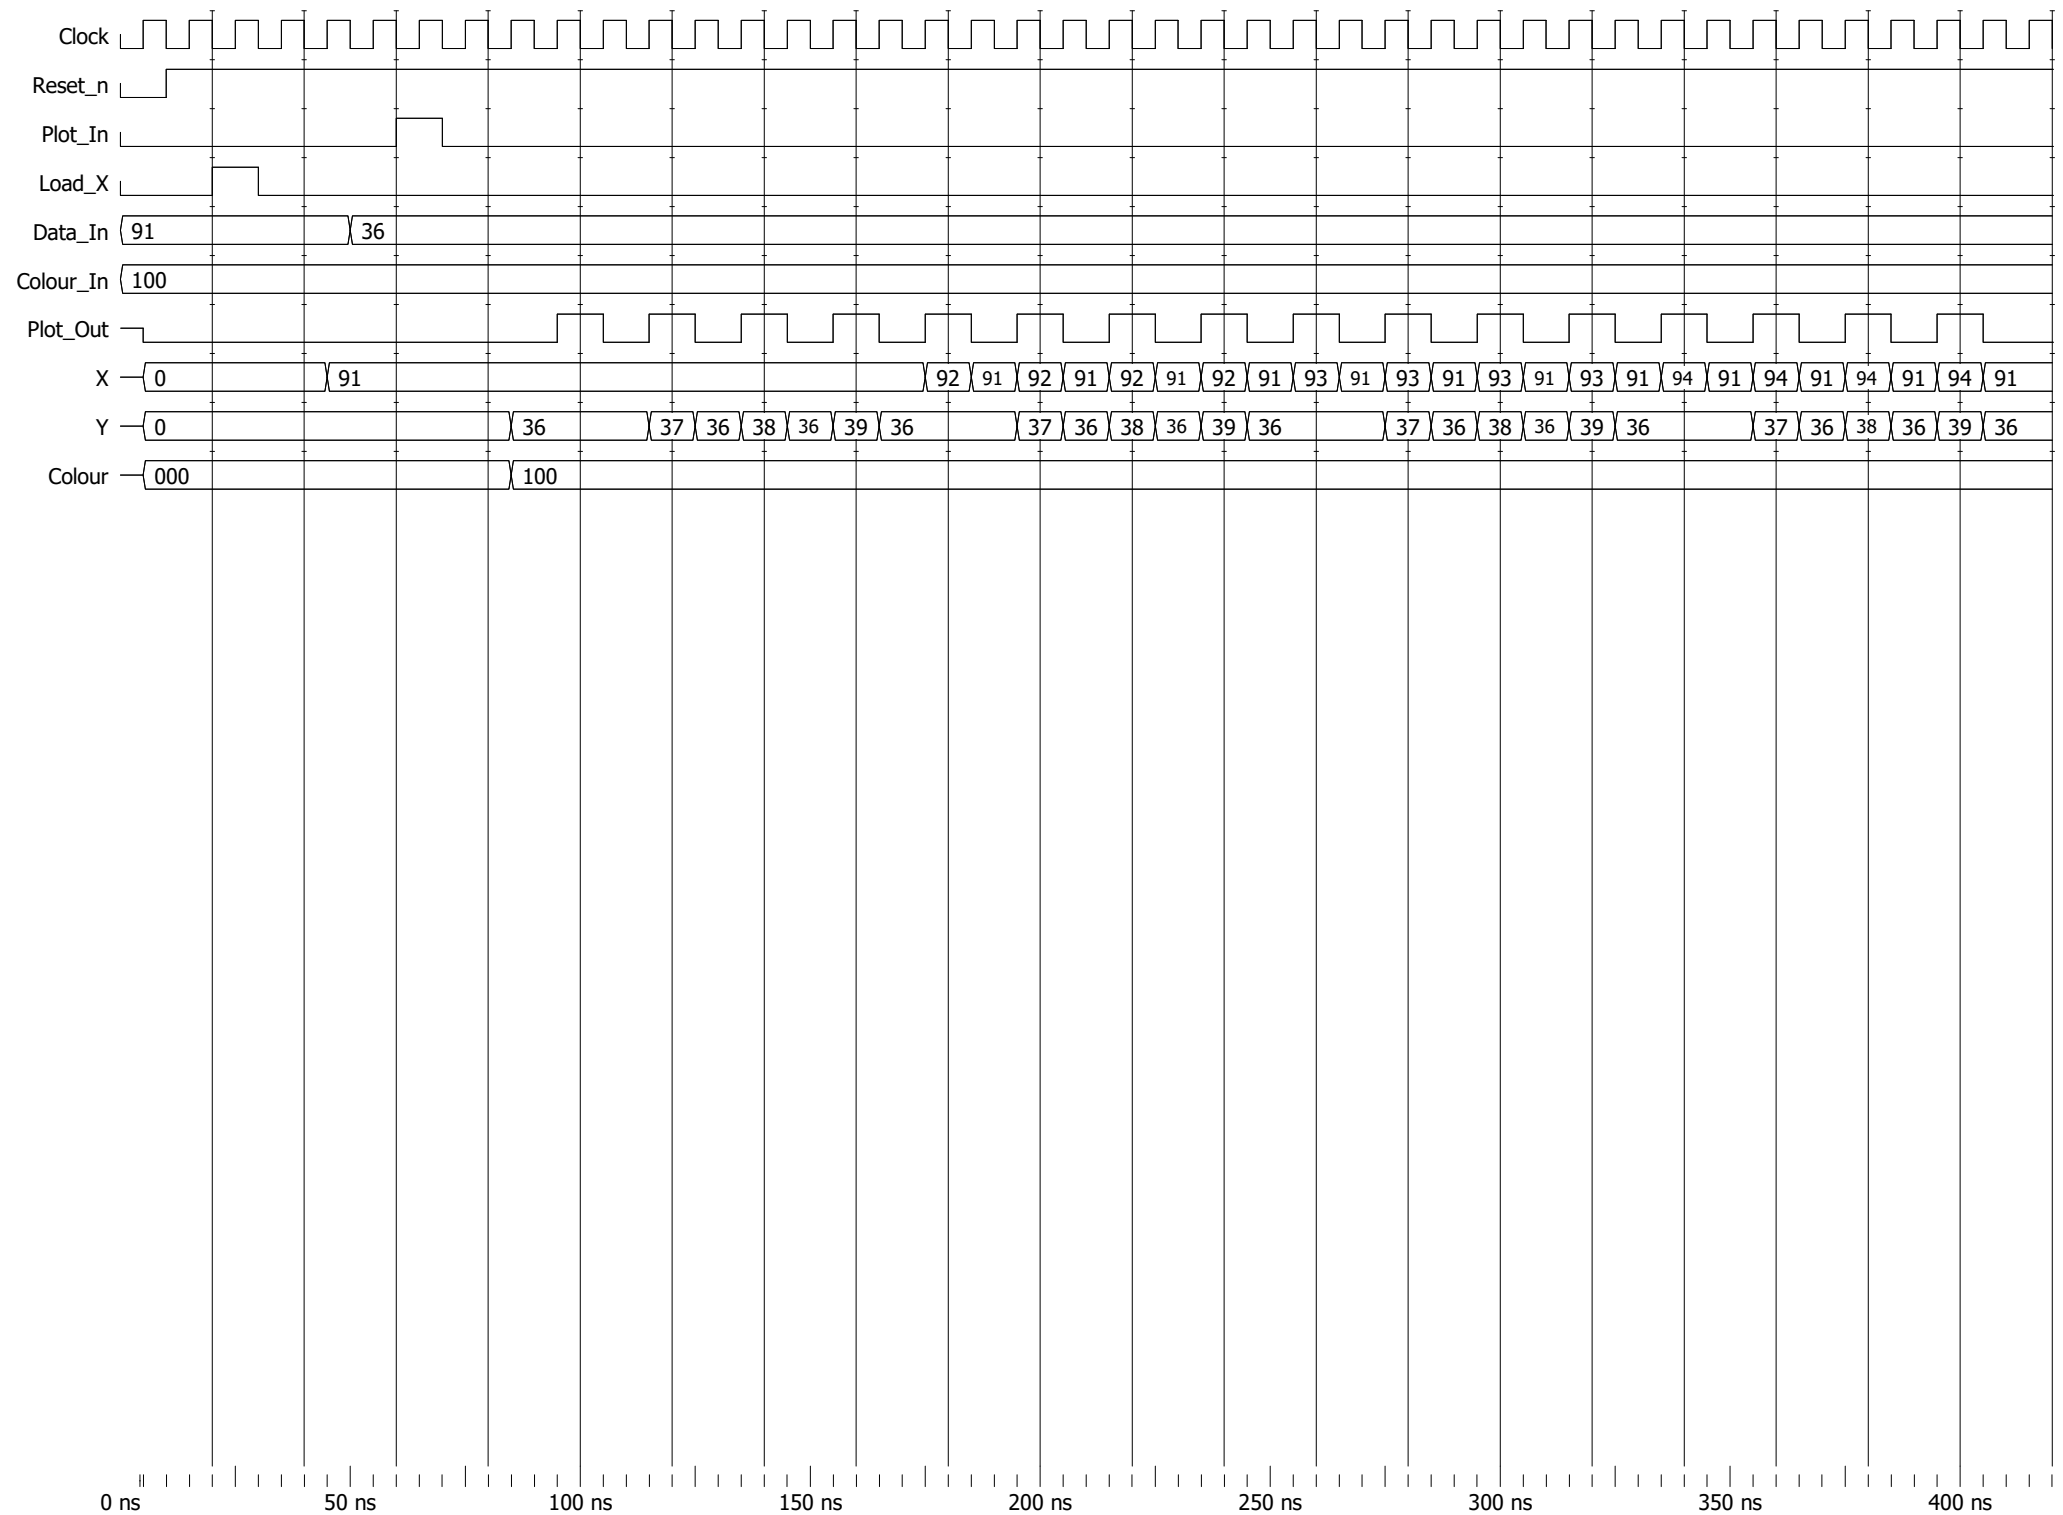 Clock
Reset_n
Plot_In
Load_X
Data_In 91 36
Colour_In 100
Plot_Out
X 0 91 92 91 92 91 92 91 92 91 93 91 93 91 93 91 93 91 94 91 94 91 94 91 94 91
Y 0 36 37 36 38 36 39 36 37 36 38 36 39 36 37 36 38 36 39 36 37 36 38 36 39 36
Colour 000 100
0 ns 50 ns 100 ns 150 ns 200 ns 250 ns 300 ns 350 ns 400 ns